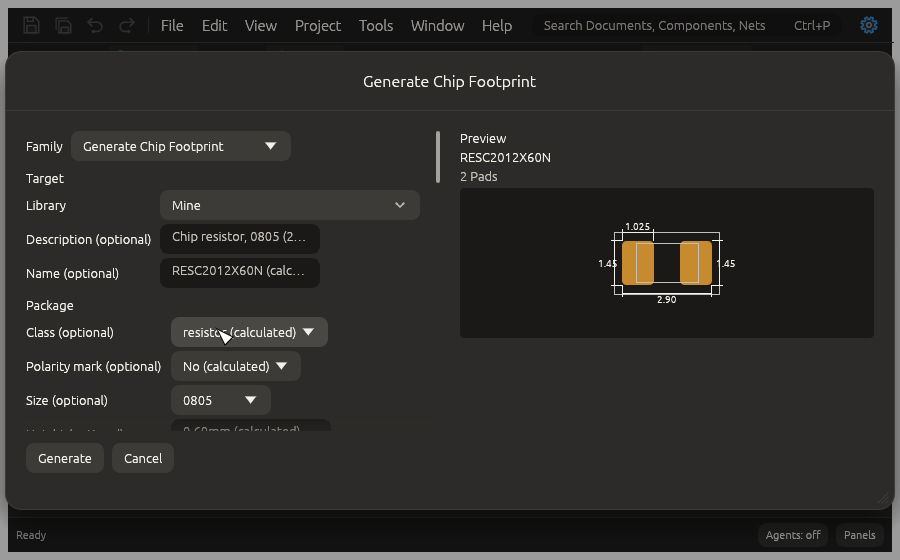 File Edit View Project Tools Window Help Search Documents, Components, Nets Ctrl+P
Generate Chip Footprint
Family Generate Chip Footprint
Target
Library Mine
Description (optional) Chip resistor, 0805 (2...
Name (optional) RESC2012X60N (calc...
Package
Class (optional) resistor (calculated)
Polarity mark (optional) No (calculated)
Size (optional) 0805
0.60mm (calculated)
Generate Cancel
Preview
RESC2012X60N
2 Pads
1.025
1.45 1.45
2.90
Ready Agents: off Panels